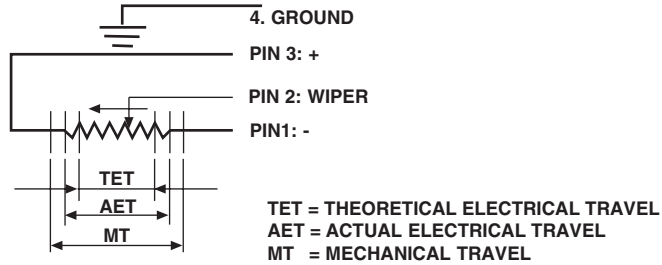 4. GROUND
PIN 3: +
PIN 2: WIPER
PIN1: -
TET
AET
MT
TET = THEORETICAL ELECTRICAL TRAVEL
AET = ACTUAL ELECTRICAL TRAVEL
MT = MECHANICAL TRAVEL